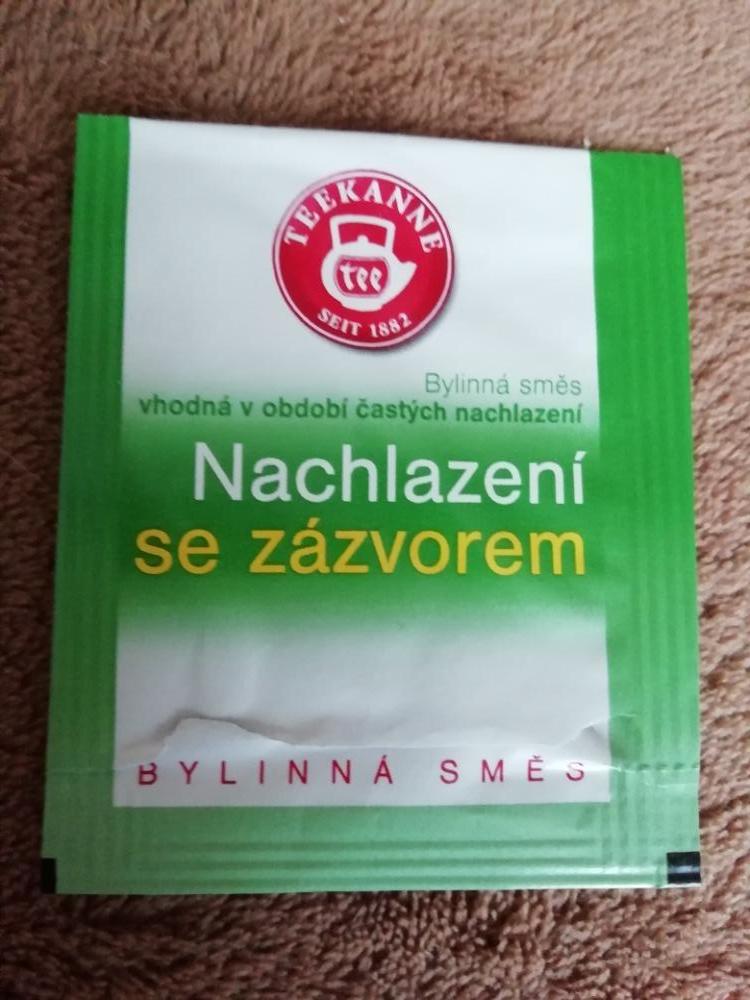 TEEKANNE
tee
SEIT 1882
Bylinná směs
vhodná v období častých nachlazení
Nachlazení
se zázvorem
BYLINNÁ SMĚS